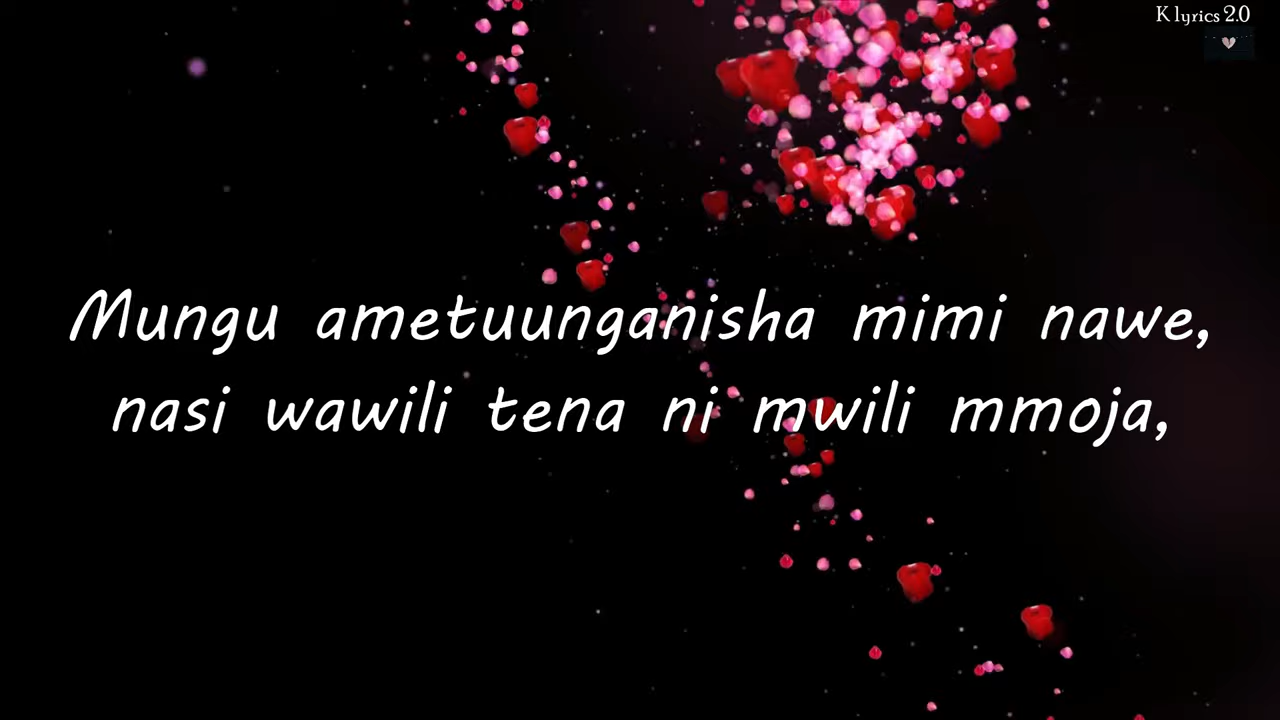 K lyrics 2.0
Mungu ametuunganisha mimi nawe,
nasi wawili tena ni mwili mmoja,